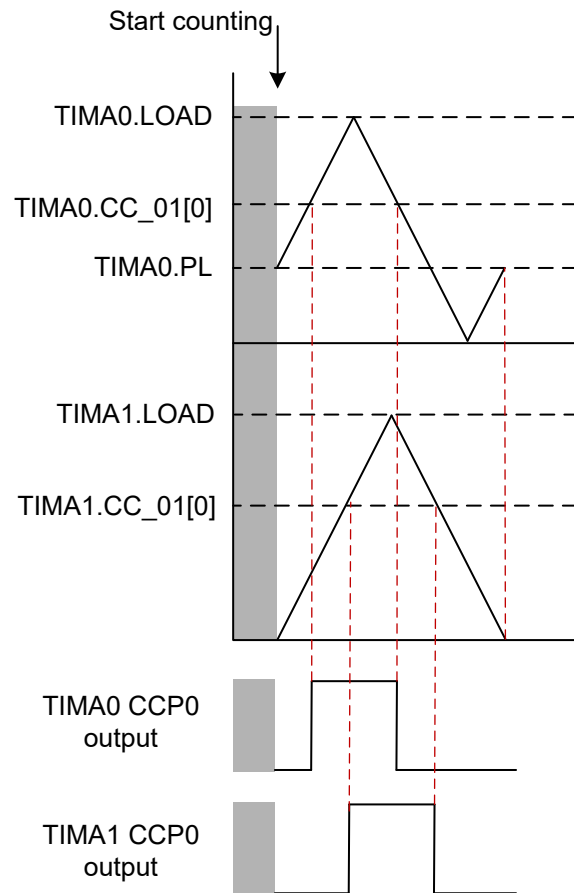 Start counting
TIMA0.LOAD
TIMA0.CC_01[0]
TIMA0.PL
TIMA1.LOAD
TIMA1.CC_01[0]
TIMA0 CCP0
output
TIMA1 CCP0
output